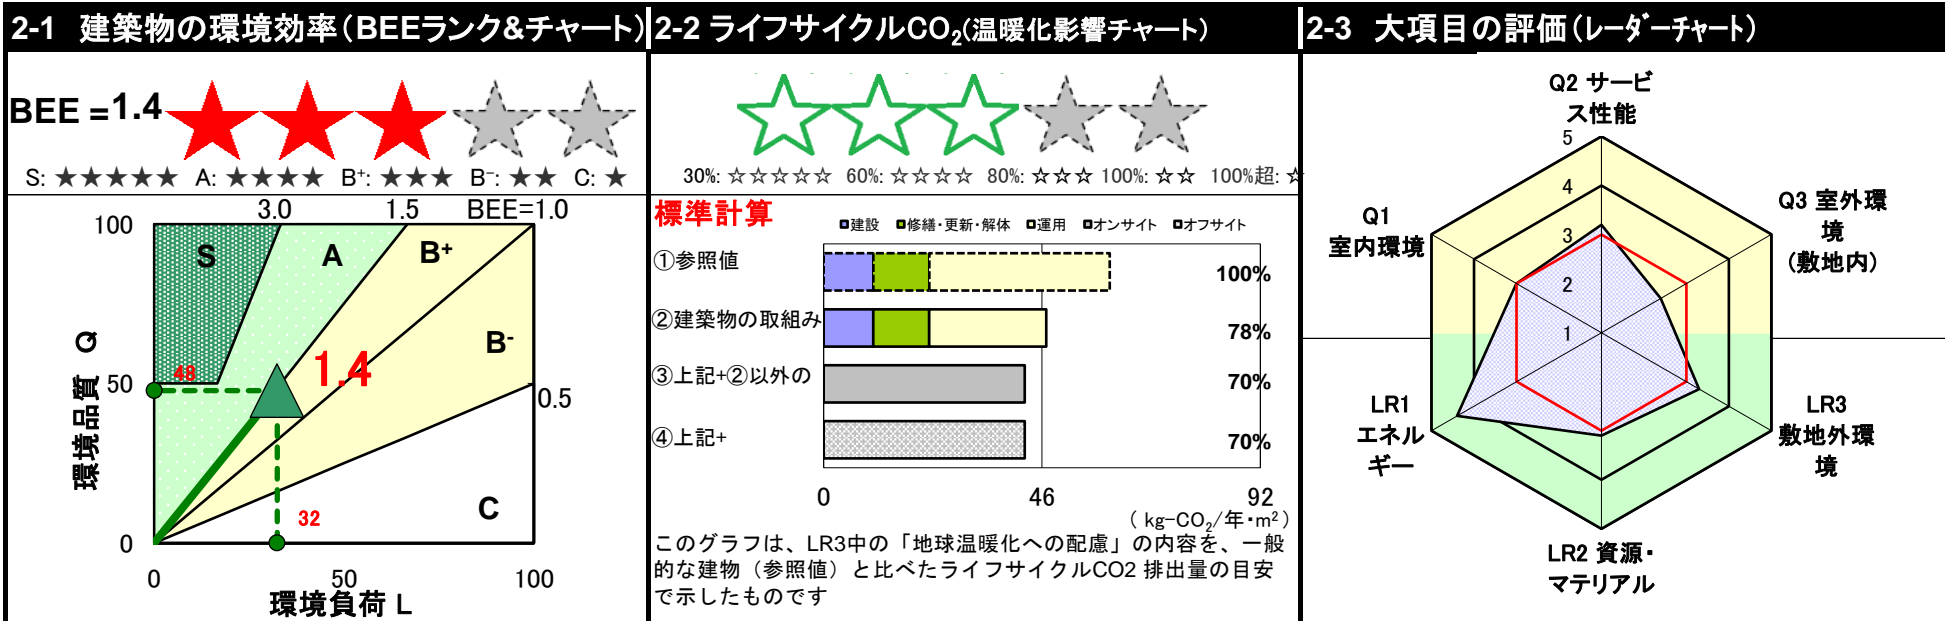 2-1 建築物の環境効率(BEEランク&チャート)
BEE = 1.4
S: ★★★★★ A: ★★★★ B+: ★★★ B-: ★★ C: ★
3.0 1.5 BEE=1.0
100
S
A
B+
B-
50
48
1.4
0.5
環境品質 Q
C
32
0
0 50 100
環境負荷 L
2-2 ライフサイクルCO2(温暖化影響チャート)
30%: ☆☆☆☆☆ 60%: ☆☆☆☆ 80%: ☆☆☆ 100%: ☆☆ 100%超: ☆
標準計算
建設 修繕・更新・解体 運用 オンサイト オフサイト
①参照値 100%
②建築物の取組み 78%
③上記+②以外の 70%
④上記+ 70%
0 46 92
( kg-CO2/年・m2 )
このグラフは、LR3中の「地球温暖化への配慮」の内容を、一般
的な建物(参照値)と比べたライフサイクルCO2 排出量の目安
で示したものです
2-3 大項目の評価(レーダーチャート)
Q2 サービ
ス性能
5
4
3
2
1
Q1
室内環境
Q3 室外環
境
(敷地内)
LR1
エネル
ギー
LR3
敷地外環
境
LR2 資源・
マテリアル